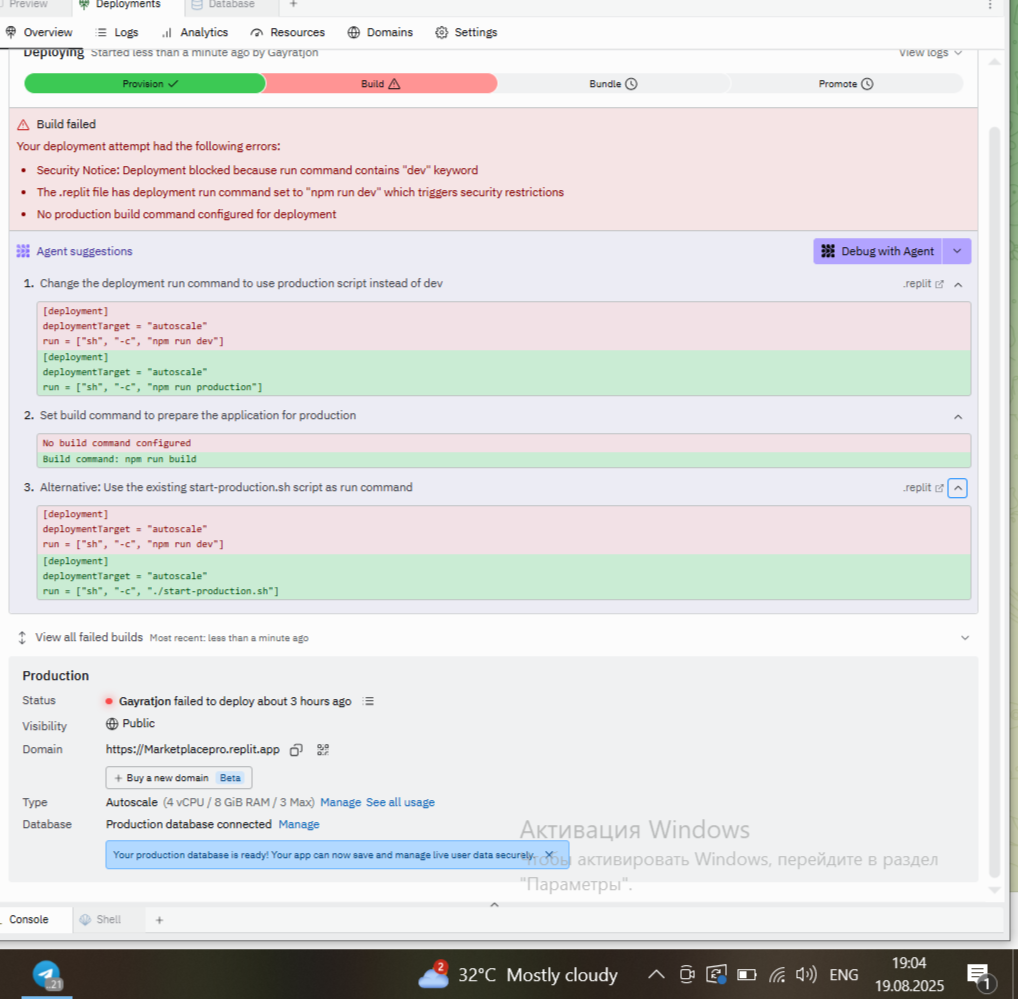 Preview Deployments Database +
Overview Logs Analytics Resources Domains Settings
Deploying Started less than a minute ago by Gayratjon View logs
Provision Build Bundle Promote
Build failed
Your deployment attempt had the following errors:
• Security Notice: Deployment blocked because run command contains "dev" keyword
• The .replit file has deployment run command set to "npm run dev" which triggers security restrictions
• No production build command configured for deployment
Agent suggestions Debug with Agent
1. Change the deployment run command to use production script instead of dev .replit
[deployment]
deploymentTarget = "autoscale"
run = ["sh", "-c", "npm run dev"]
[deployment]
deploymentTarget = "autoscale"
run = ["sh", "-c", "npm run production"]
2. Set build command to prepare the application for production
No build command configured
Build command: npm run build
3. Alternative: Use the existing start-production.sh script as run command .replit
[deployment]
deploymentTarget = "autoscale"
run = ["sh", "-c", "npm run dev"]
[deployment]
deploymentTarget = "autoscale"
run = ["sh", "-c", "./start-production.sh"]
View all failed builds Most recent: less than a minute ago
Production
Status Gayratjon failed to deploy about 3 hours ago
Visibility Public
Domain https://Marketplacepro.replit.app
+ Buy a new domain Beta
Type Autoscale (4 vCPU / 8 GiB RAM / 3 Max) Manage See all usage
Database Production database connected Manage
Your production database is ready! Your app can now save and manage live user data securely.
Активация Windows
Чтобы активировать Windows, перейдите в раздел
"Параметры".
Console Shell +
21 2 32°C Mostly cloudy ENG 19:04
19.08.2025 1